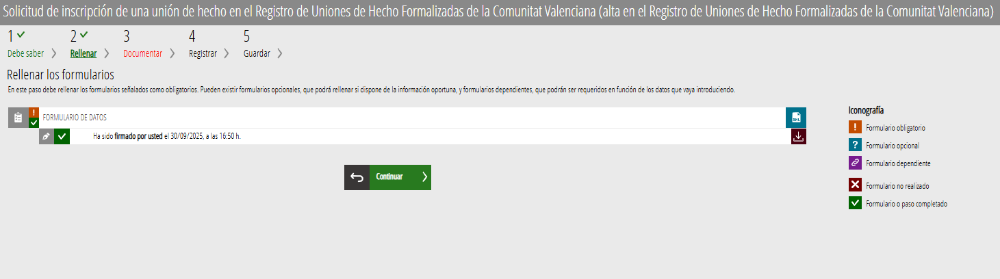 Solicitud de inscripción de una unión de hecho en el Registro de Uniones de Hecho Formalizadas de la Comunitat Valenciana (alta en el Registro de Uniones de Hecho Formalizadas de la Comunitat Valenciana)
1 2 3 4 5
Debe saber Rellenar Documentar Registrar Guardar
Rellenar los formularios
En este paso debe rellenar los formularios señalados como obligatorios. Pueden existir formularios opcionales, que podrá rellenar si dispone de la información oportuna, y formularios dependientes, que podrán ser requeridos en función de los datos que vaya introduciendo.
FORMULARIO DE DATOS
XML
Ha sido firmado por usted el 30/09/2025, a las 16:50 h.
Continuar
Iconografía
Formulario obligatorio
Formulario opcional
Formulario dependiente
Formulario no realizado
Formulario o paso completado